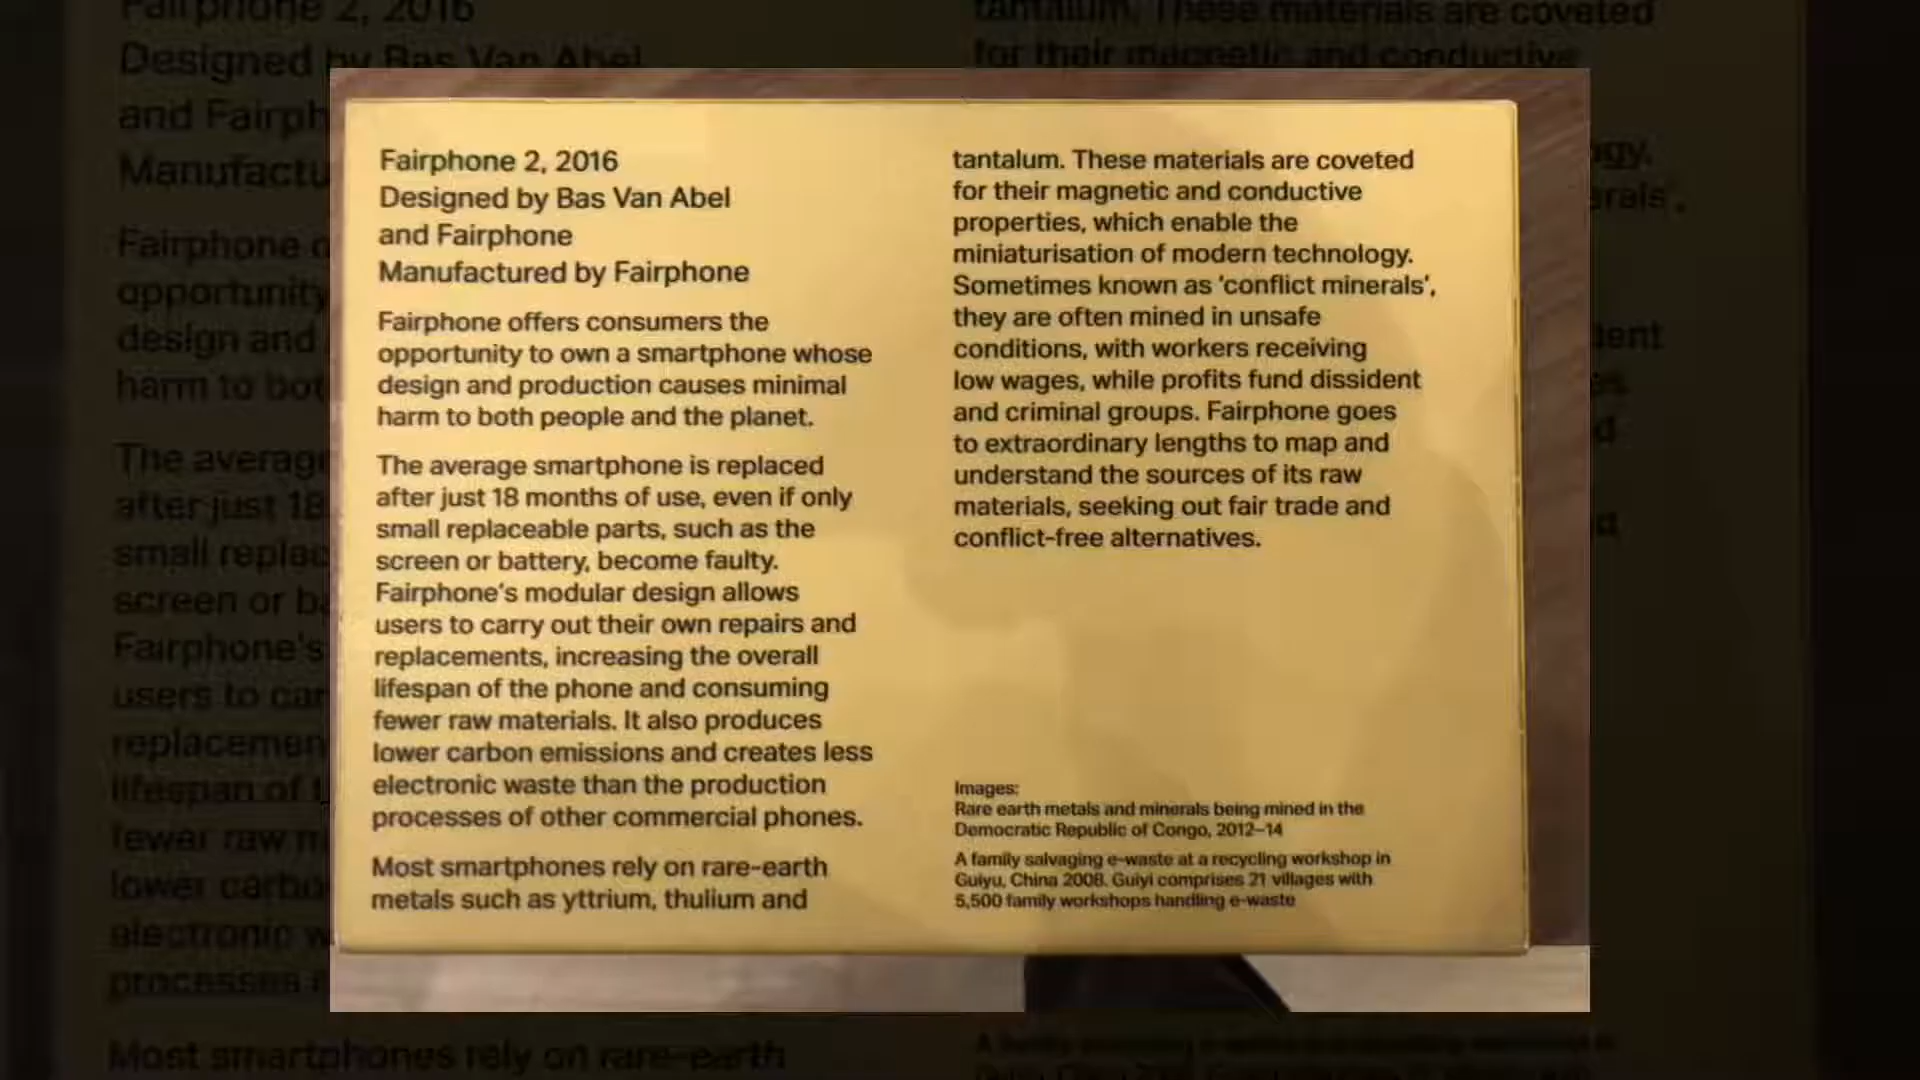 Fairphone 2, 2016
Designed by Bas Van Abel
and Fairphone
Manufactured by Fairphone
Fairphone offers consumers the
opportunity to own a smartphone whose
design and production causes minimal
harm to both people and the planet.
The average smartphone is replaced
after just 18 months of use, even if only
small replaceable parts, such as the
screen or battery, become faulty.
Fairphone's modular design allows
users to carry out their own repairs and
replacements, increasing the overall
lifespan of the phone and consuming
fewer raw materials. It also produces
lower carbon emissions and creates less
electronic waste than the production
processes of other commercial phones.
Most smartphones rely on rare-earth
metals such as yttrium, thulium and
tantalum. These materials are coveted
for their magnetic and conductive
properties, which enable the
miniaturisation of modern technology.
Sometimes known as 'conflict minerals',
they are often mined in unsafe
conditions, with workers receiving
low wages, while profits fund dissident
and criminal groups. Fairphone goes
to extraordinary lengths to map and
understand the sources of its raw
materials, seeking out fair trade and
conflict-free alternatives.
Images:
Rare earth metals and minerals being mined in the
Democratic Republic of Congo, 2012–14
A family salvaging e-waste at a recycling workshop in
Guiyu, China 2008. Guiyi comprises 21 villages with
5,500 family workshops handling e-waste